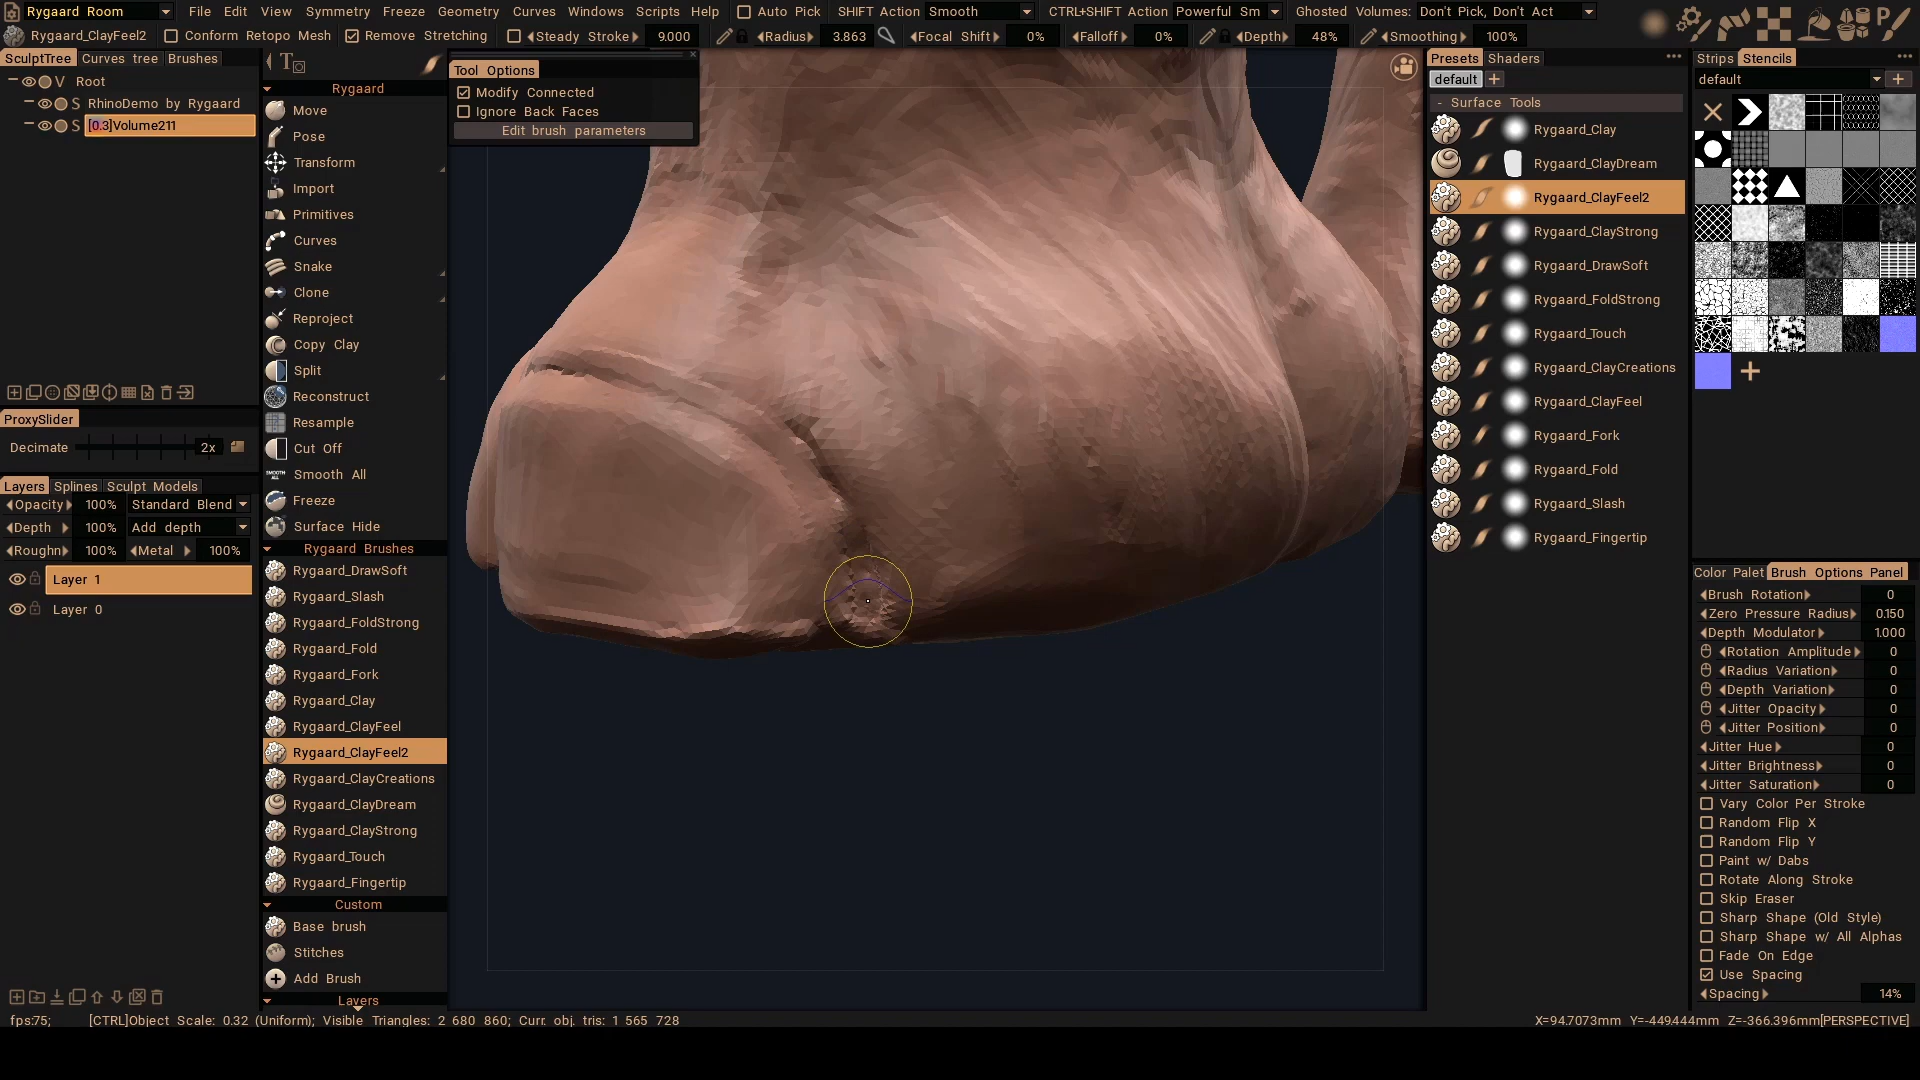 Rygaard Room File Edit View Symmetry Freeze Geometry Curves Windows Scripts Help Auto Pick SHIFT Action Smooth CTRL+SHIFT Action Powerful Sm Ghosted Volumes: Don't Pick, Don't Act
Rygaard_ClayFeel2 Conform Retopo Mesh Remove Stretching Steady Stroke 9.000 Radius 3.863 Focal Shift 0% Falloff 0% Depth 48% Smoothing 100%
SculptTree Curves tree Brushes
V Root
S RhinoDemo by Rygaard
S [0.3]Volume211
ProxySlider
Decimate 2x
Layers Splines Sculpt Models
Opacity 100% Standard Blend
Depth 100% Add depth
Roughn 100% Metal 100%
Layer 1
Layer 0
Rygaard
Move
Pose
Transform
Import
Primitives
Curves
Snake
Clone
Reproject
Copy Clay
Split
Reconstruct
Resample
Cut Off
SMOOTH ALL Smooth All
Freeze
Surface Hide
Rygaard Brushes
Rygaard_DrawSoft
Rygaard_Slash
Rygaard_FoldStrong
Rygaard_Fold
Rygaard_Fork
Rygaard_Clay
Rygaard_ClayFeel
Rygaard_ClayFeel2
Rygaard_ClayCreations
Rygaard_ClayDream
Rygaard_ClayStrong
Rygaard_Touch
Rygaard_Fingertip
Custom
Base brush
Stitches
Add Brush
Layers
Tool Options
Modify Connected
Ignore Back Faces
Edit brush parameters
Presets Shaders
default
- Surface Tools
Rygaard_Clay
Rygaard_ClayDream
Rygaard_ClayFeel2
Rygaard_ClayStrong
Rygaard_DrawSoft
Rygaard_FoldStrong
Rygaard_Touch
Rygaard_ClayCreations
Rygaard_ClayFeel
Rygaard_Fork
Rygaard_Fold
Rygaard_Slash
Rygaard_Fingertip
Strips Stencils
default
Color Palet Brush Options Panel
Brush Rotation 0
Zero Pressure Radius 0.150
Depth Modulator 1.000
Rotation Amplitude 0
Radius Variation 0
Depth Variation 0
Jitter Opacity 0
Jitter Position 0
Jitter Hue 0
Jitter Brightness 0
Jitter Saturation 0
Vary Color Per Stroke
Random Flip X
Random Flip Y
Paint w/ Dabs
Rotate Along Stroke
Skip Eraser
Sharp Shape (Old Style)
Sharp Shape w/ All Alphas
Fade On Edge
Use Spacing
Spacing 14%
fps:75; [CTRL]Object Scale: 0.32 (Uniform); Visible Triangles: 2 680 860; Curr. obj. tris: 1 565 728 X=94.7073mm Y=-449.444mm Z=-366.396mm[PERSPECTIVE]